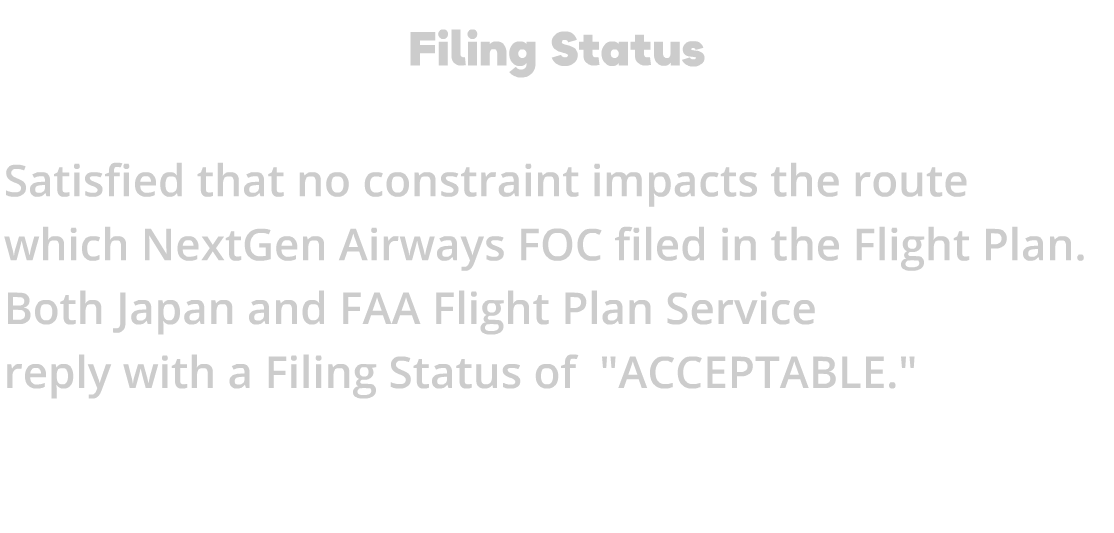 Filing Status
Satisfied that no constraint impacts the route
which NextGen Airways FOC filed in the Flight Plan.
Both Japan and FAA Flight Plan Service
reply with a Filing Status of  "ACCEPTABLE."